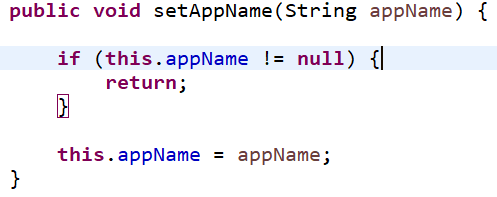 public void setAppName(String appName) {
if (this.appName != null) {
return;
}
this.appName = appName;
}